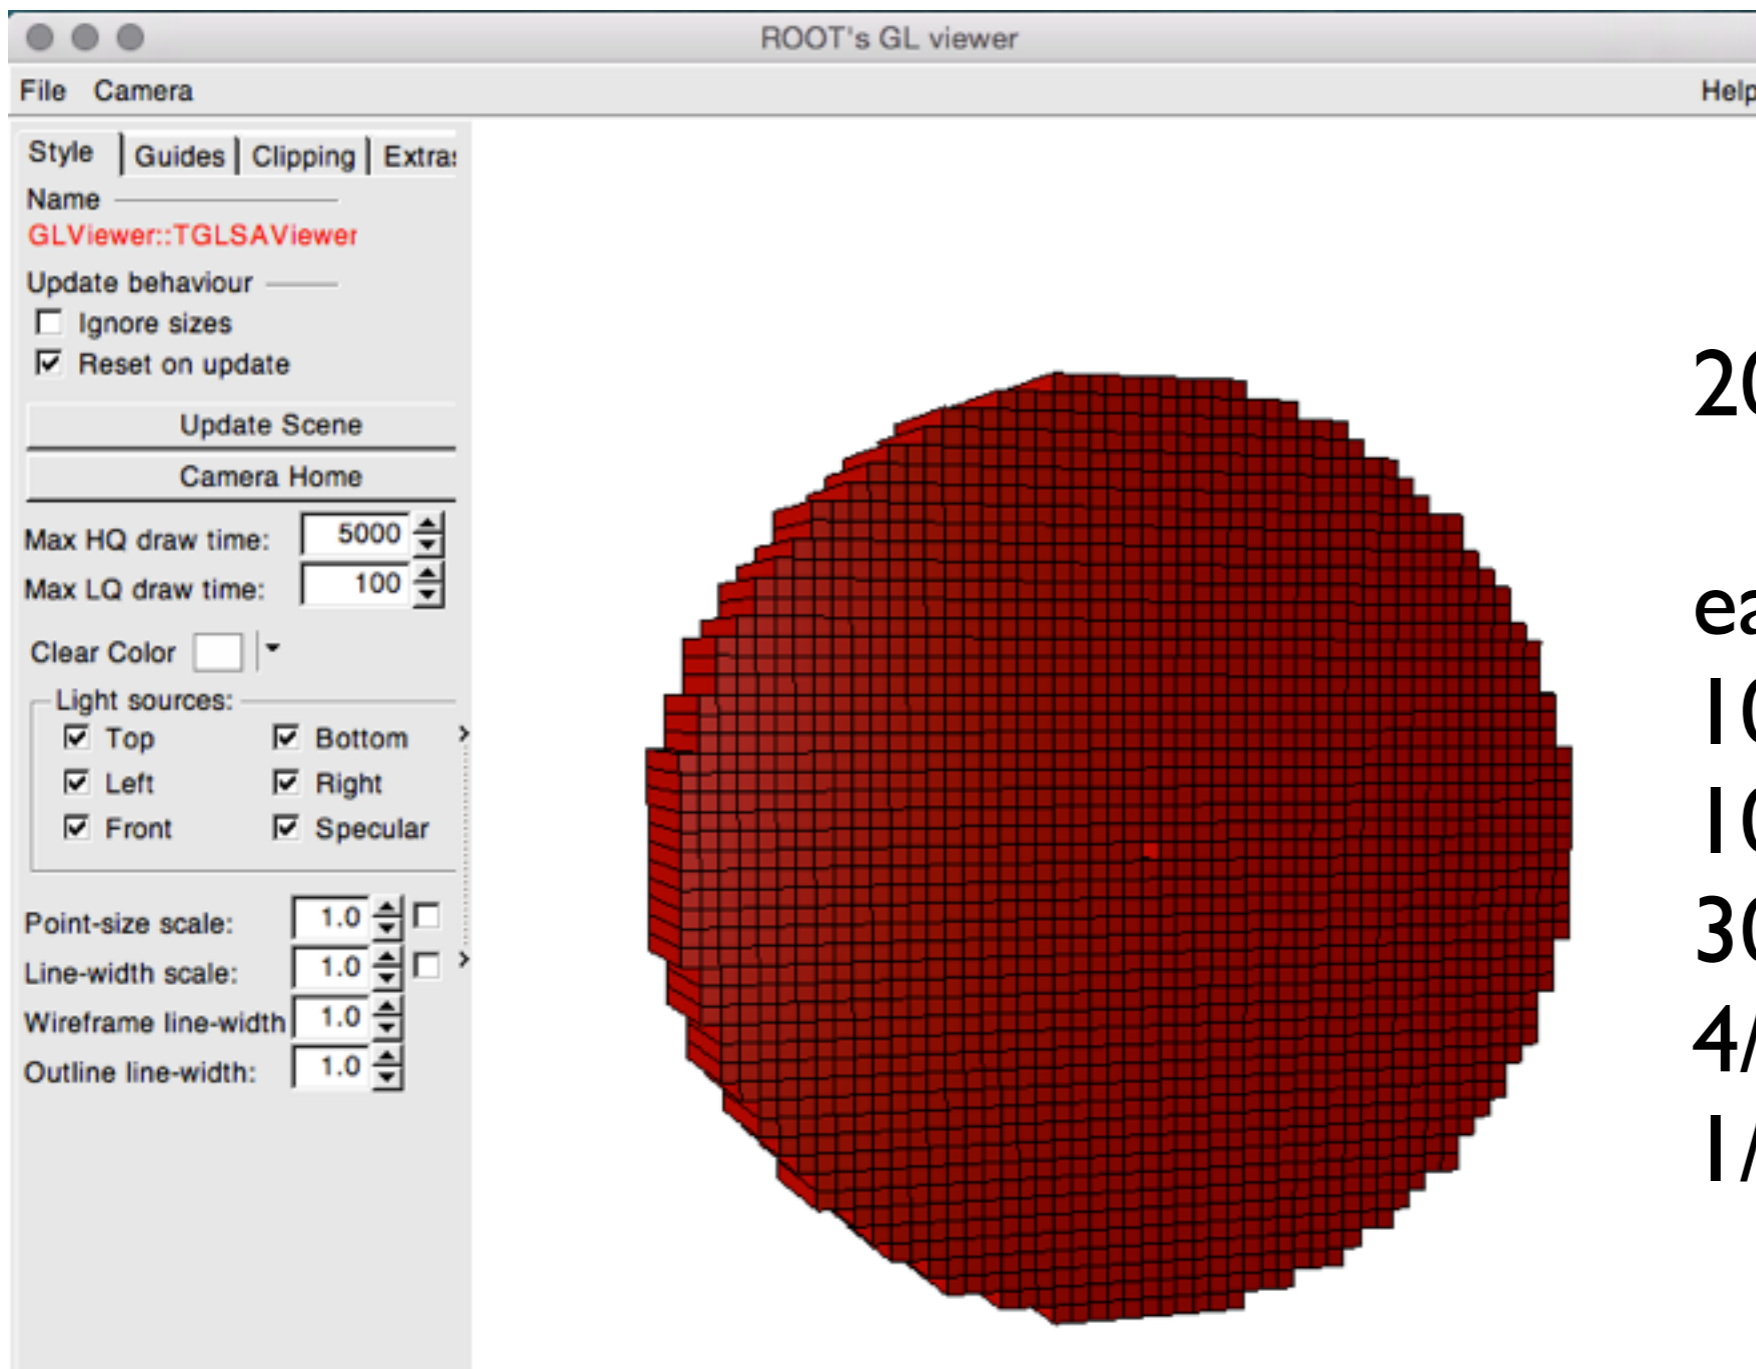 ROOT's GL viewer
File Camera Help
Style Guides Clipping
Name
GLViewer::TGLSAViewer
Update behaviour
Ignore sizes
Reset on update
Update Scene
Camera Home
Max HQ draw time: 5000
Max LQ draw time: 100
Clear Color
Light sources:
Top Bottom
Left Right
Front Specular
Point-size scale: 1.0
Line-width scale: 1.0
Wireframe line-width 1.0
Outline line-width: 1.0